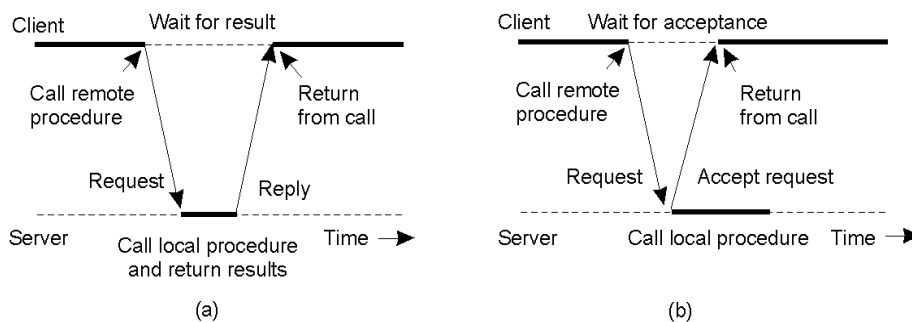 Client
Wait for result
Call remote
procedure
Return
from call
Request
Reply
Server
Call local procedure
and return results
Time
(a)
Client
Wait for acceptance
Call remote
procedure
Return
from call
Request
Accept request
Server
Call local procedure
Time
(b)